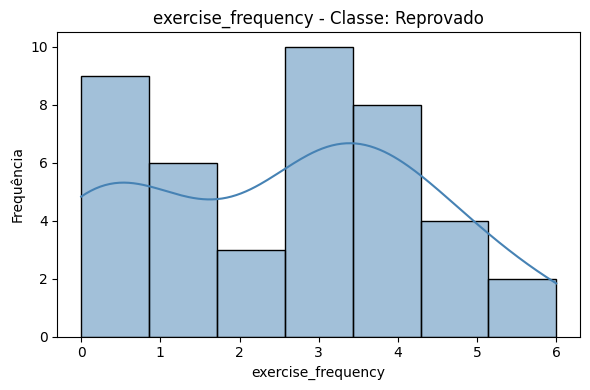 exercise_frequency - Classe: Reprovado
Frequência
10
8
6
4
2
0
0 1 2 3 4 5 6
exercise_frequency